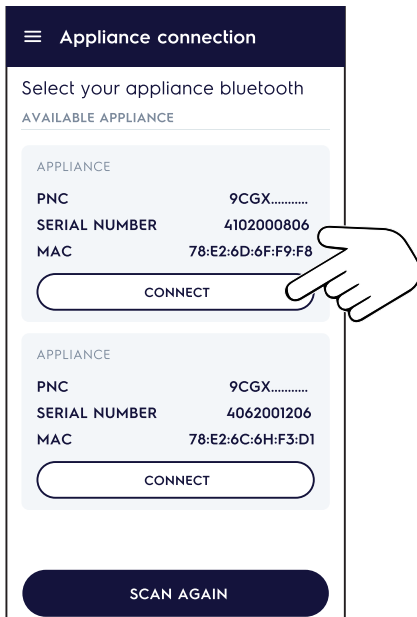 Appliance connection
Select your appliance bluetooth
AVAILABLE APPLIANCE
APPLIANCE
PNC 9CGX...........
SERIAL NUMBER 4102000806
MAC 78:E2:6D:6F:F9:F8
CONNECT
APPLIANCE
PNC 9CGX...........
SERIAL NUMBER 4062001206
MAC 78:E2:6C:6H:F3:D1
CONNECT
SCAN AGAIN